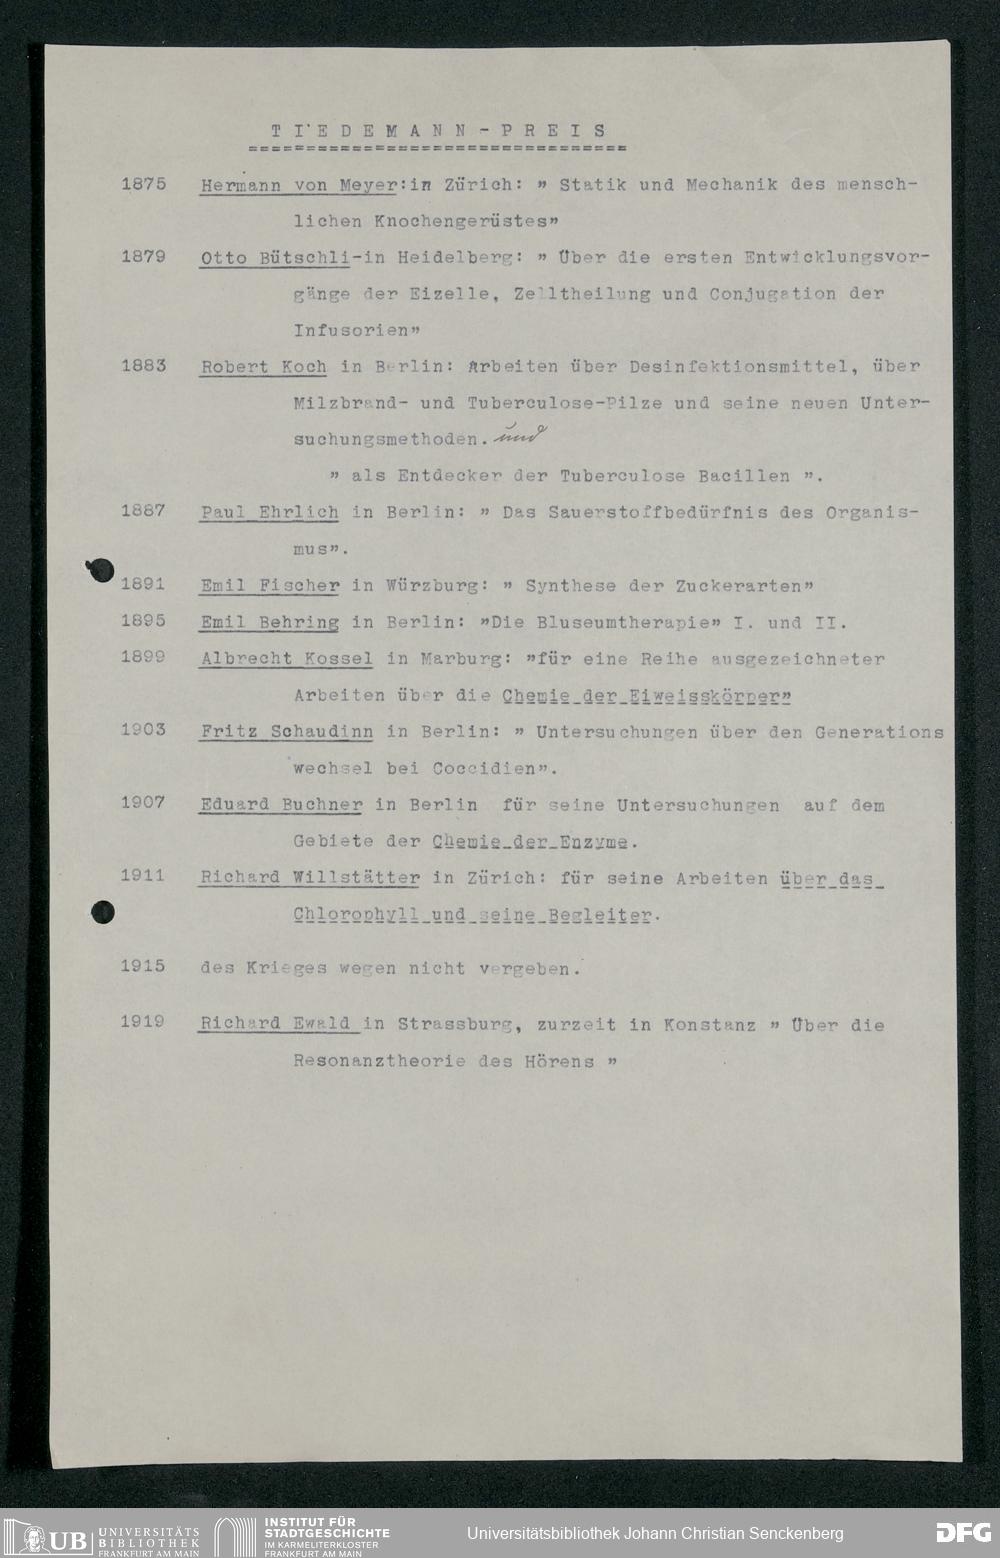 TIEDEMANN-PREIS
=================================
1875 Hermann von Meyer:in Zürich: " Statik und Mechanik des mensch-
lichen Knochengerüstes"
1879 Otto Bütschli-in Heidelberg: " Über die ersten Entwicklungsvor-
gänge der Eizelle, Zelltheilung und Conjugation der
Infusorien"
1883 Robert Koch in Berlin: Arbeiten über Desinfektionsmittel, über
Milzbrand- und Tuberculose-Pilze und seine neuen Unter-
suchungsmethoden. und
" als Entdecker der Tuberculose Bacillen ".
1887 Paul Ehrlich in Berlin: " Das Sauerstoffbedürfnis des Organis-
mus".
1891 Emil Fischer in Würzburg: " Synthese der Zuckerarten"
1895 Emil Behring in Berlin: "Die Bluseumtherapie" I. und II.
1899 Albrecht Kossel in Marburg: "für eine Reihe ausgezeichneter
Arbeiten über die Chemie der Eiweisskörper"
1903 Fritz Schaudinn in Berlin: " Untersuchungen über den Generations
wechsel bei Coccidien".
1907 Eduard Buchner in Berlin für seine Untersuchungen auf dem
Gebiete der Chemie der Enzyme.
1911 Richard Willstätter in Zürich: für seine Arbeiten über das
Chlorophyll und seine Begleiter.
1915 des Krieges wegen nicht vergeben.
1919 Richard Ewald in Strassburg, zurzeit in Konstanz " Über die
Resonanztheorie des Hörens "
UB UNIVERSITÄTS
BIBLIOTHEK
FRANKFURT AM MAIN
INSTITUT FÜR
STADTGESCHICHTE
IM KARMELITERKLOSTER
FRANKFURT AM MAIN
Universitätsbibliothek Johann Christian Senckenberg
DFG